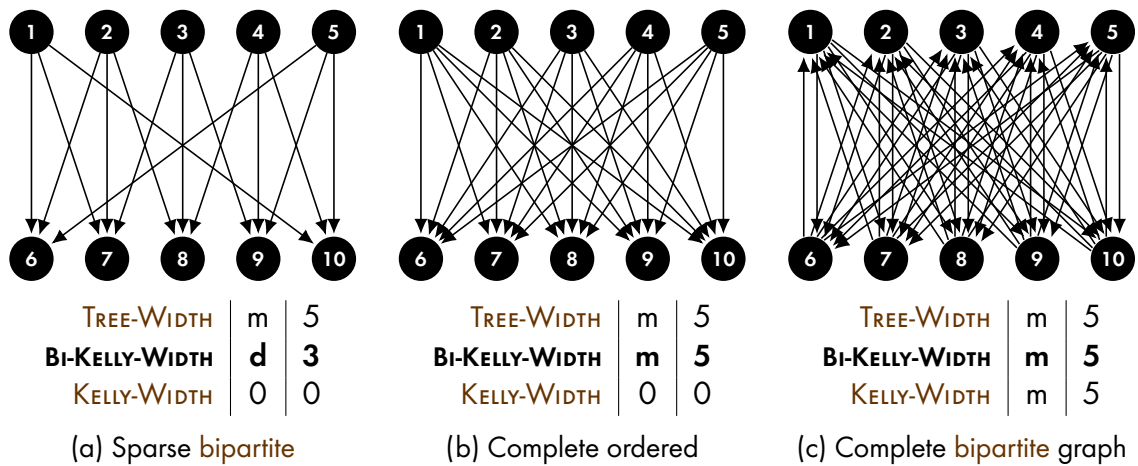 1 2 3 4 5 1 2 3 4 5 1 2 3 4 5
6 7 8 9 10 6 7 8 9 10 6 7 8 9 10
TREE-WIDTH m 5 TREE-WIDTH m 5 TREE-WIDTH m 5
BI-KELLY-WIDTH d 3 BI-KELLY-WIDTH m 5 BI-KELLY-WIDTH m 5
KELLY-WIDTH 0 0 KELLY-WIDTH 0 0 KELLY-WIDTH m 5
(a) Sparse bipartite (b) Complete ordered (c) Complete bipartite graph